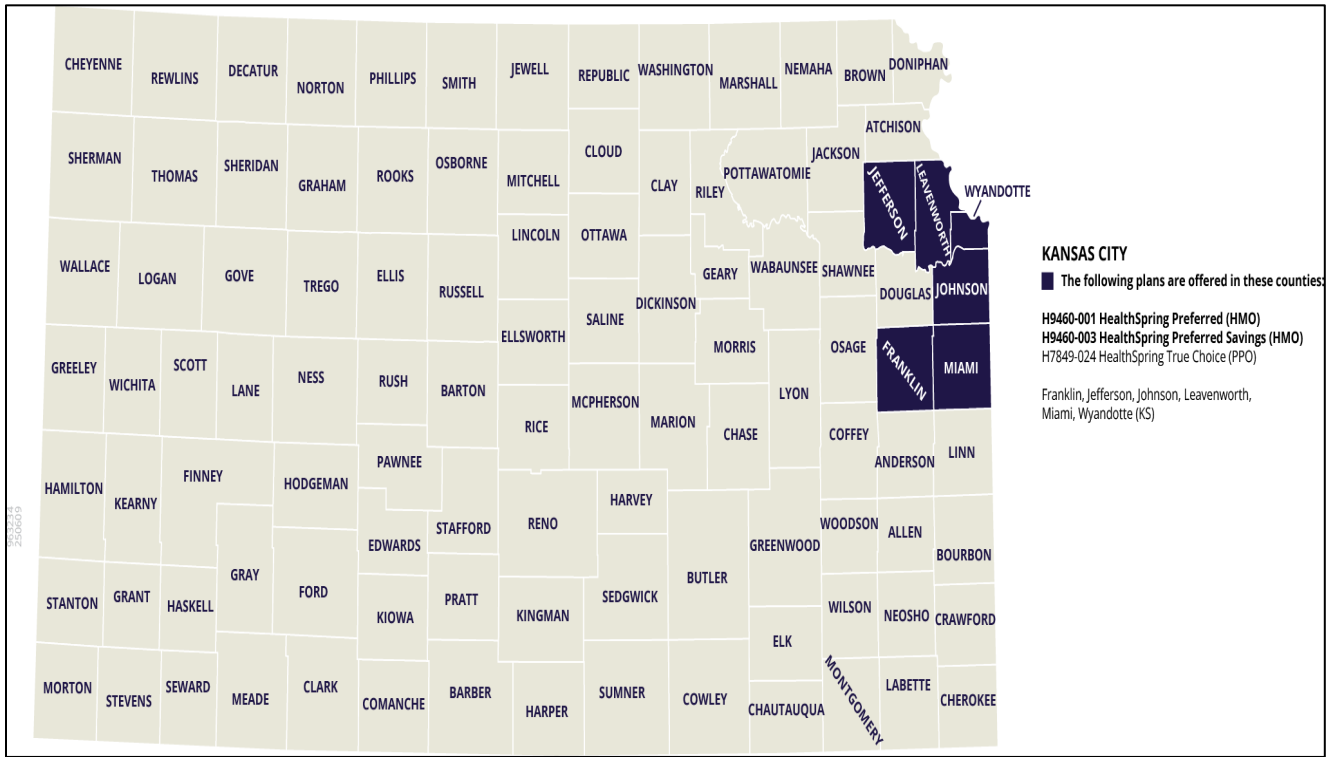 CHEYENNE
REWLINS
DECATUR
NORTON
PHILLIPS
SMITH
JEWELL
REPUBLIC
WASHINGTON
MARSHALL
NEMAHA
BROWN
DONIPHAN
ATCHISON
SHERMAN
THOMAS
SHERIDAN
GRAHAM
ROOKS
OSBORNE
MITCHELL
CLOUD
CLAY
RILEY
POTTAWATOMIE
JACKSON
JEFFERSON
LEAVENWORTH
WYANDOTTE
LINCOLN
OTTAWA
WALLACE
LOGAN
GOVE
TREGO
ELLIS
RUSSELL
ELLSWORTH
SALINE
DICKINSON
GEARY
WABAUNSEE
SHAWNEE
DOUGLAS
JOHNSON
MORRIS
OSAGE
FRANKLIN
MIAMI
GREELEY
WICHITA
SCOTT
LANE
NESS
RUSH
BARTON
RICE
MCPHERSON
MARION
CHASE
LYON
COFFEY
ANDERSON
LINN
HAMILTON
KEARNY
FINNEY
HODGEMAN
PAWNEE
STAFFORD
EDWARDS
RENO
HARVEY
BUTLER
GREENWOOD
WOODSON
ALLEN
BOURBON
GRAY
FORD
STANTON
GRANT
HASKELL
KIOWA
PRATT
KINGMAN
SEDGWICK
ELK
WILSON
NEOSHO
CRAWFORD
MORTON
STEVENS
SEWARD
MEADE
CLARK
COMANCHE
BARBER
HARPER
SUMNER
COWLEY
CHAUTAUQUA
MONTGOMERY
LABETTE
CHEROKEE
KANSAS CITY
The following plans are offered in these counties:
H9460-001 HealthSpring Preferred (HMO)
H9460-003 HealthSpring Preferred Savings (HMO)
H7849-024 HealthSpring True Choice (PPO)
Franklin, Jefferson, Johnson, Leavenworth,
Miami, Wyandotte (KS)
963234
250609